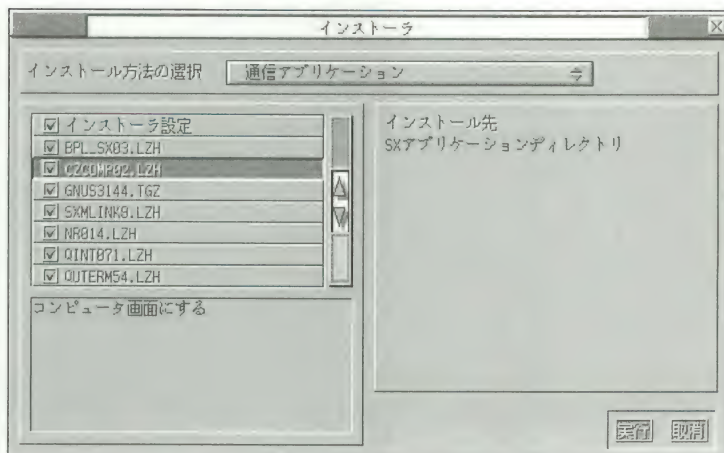 インストーラ
インストール方法の選択 通信アプリケーション
インストーラ設定
BPL_SX03.LZH
CZCOMP02.LZH
GNUS3144.TGZ
SXMLINK8.LZH
NR014.LZH
QINT071.LZH
QUTERM54.LZH
コンピュータ画面にする
インストール先
SXアプリケーションディレクトリ
実行 取消